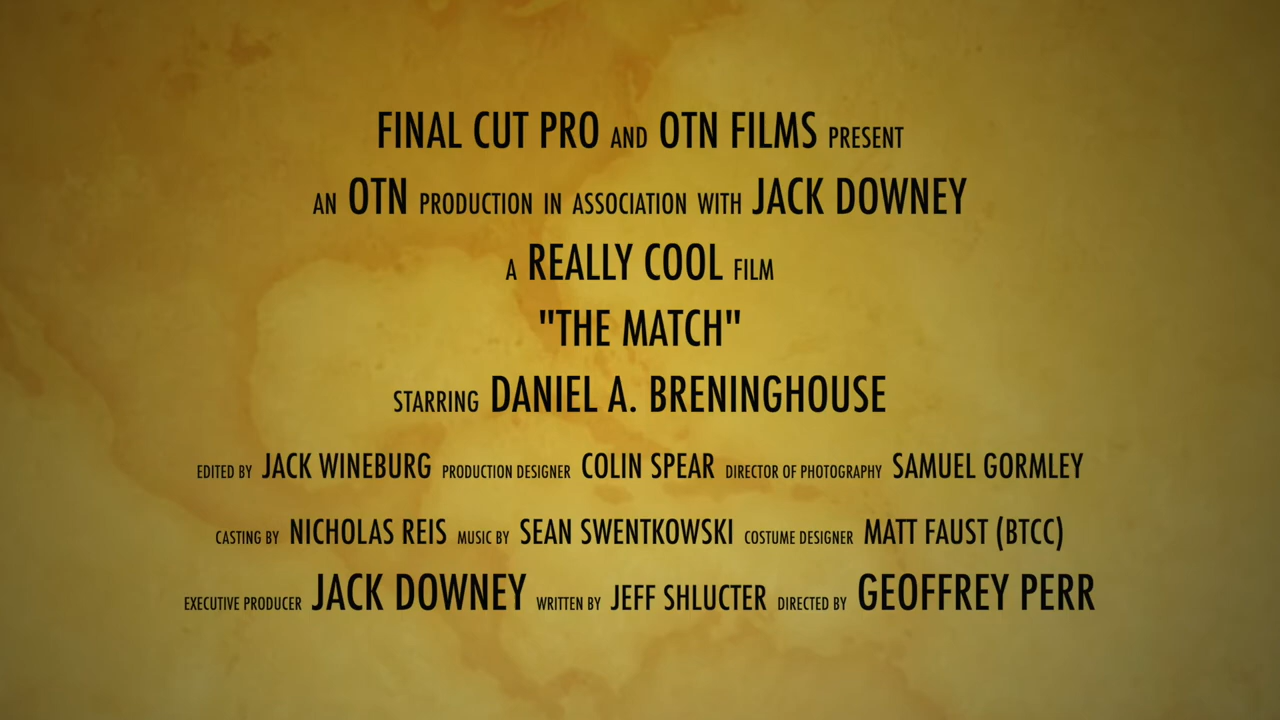 FINAL CUT PRO AND OTN FILMS PRESENT
AN OTN PRODUCTION IN ASSOCIATION WITH JACK DOWNEY
A REALLY COOL FILM
"THE MATCH"
STARRING DANIEL A. BRENINGHOUSE
EDITED BY JACK WINEBURG PRODUCTION DESIGNER COLIN SPEAR DIRECTOR OF PHOTOGRAPHY SAMUEL GORMLEY
CASTING BY NICHOLAS REIS MUSIC BY SEAN SWENTKOWSKI COSTUME DESIGNER MATT FAUST (BTCC)
EXECUTIVE PRODUCER JACK DOWNEY WRITTEN BY JEFF SHLUCTER DIRECTED BY GEOFFREY PERR